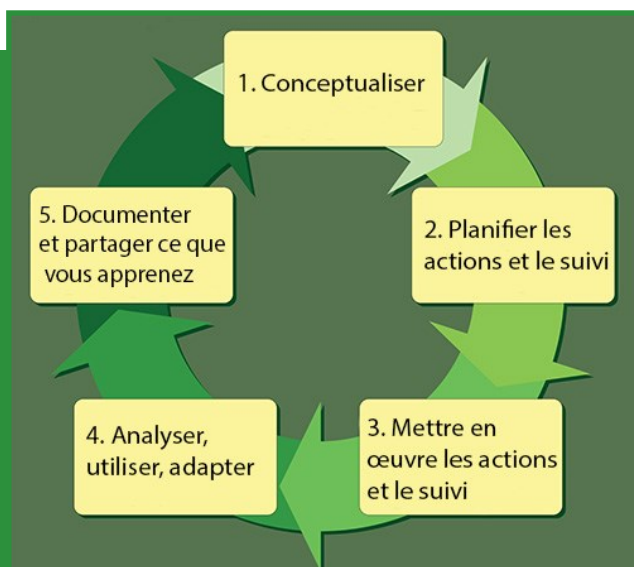 1. Conceptualiser
2. Planifier les
actions et le suivi
3. Mettre en
œuvre les actions
et le suivi
4. Analyser,
utiliser, adapter
5. Documenter
et partager ce que
vous apprenez